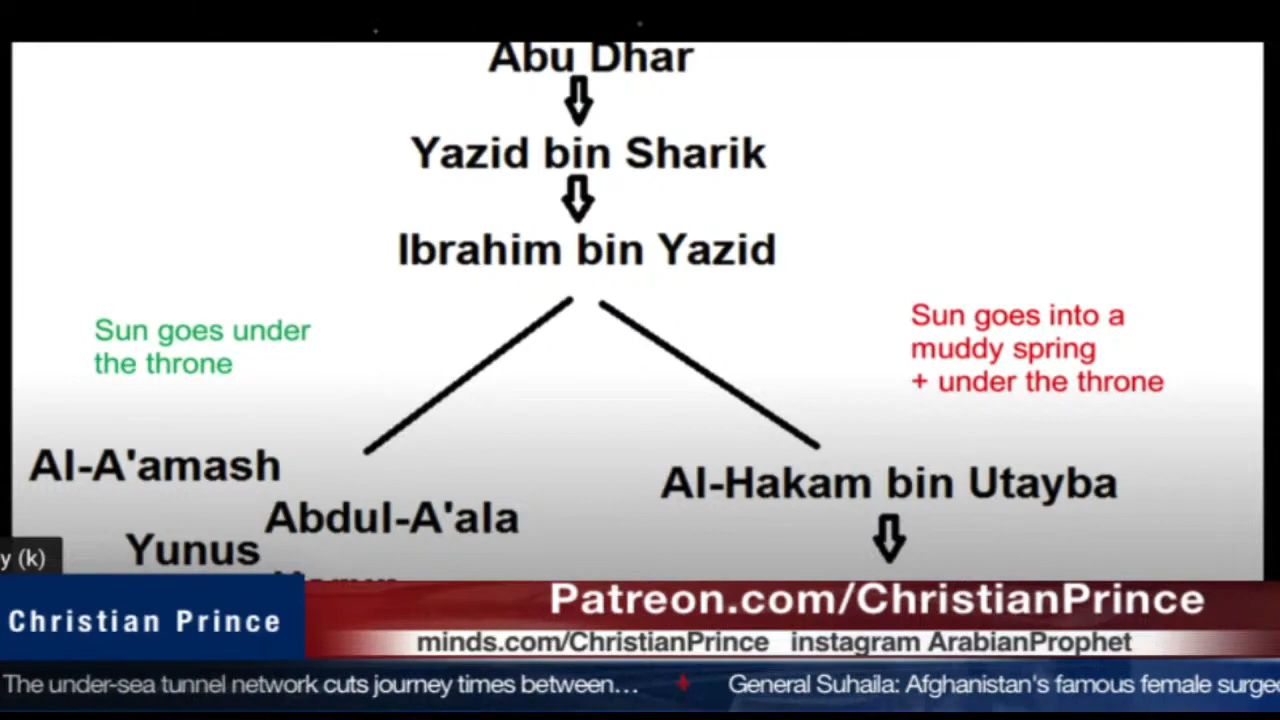 Abu Dhar
Yazid bin Sharik
Ibrahim bin Yazid
Sun goes under
the throne
Sun goes into a
muddy spring
+ under the throne
Al-A'amash
Abdul-A'ala
Yunus
Al-Hakam bin Utayba
y (k)
Christian Prince
Patreon.com/ChristianPrince
minds.com/ChristianPrince instagram ArabianProphet
The under-sea tunnel network cuts journey times between... General Suhaila: Afghanistan's famous female